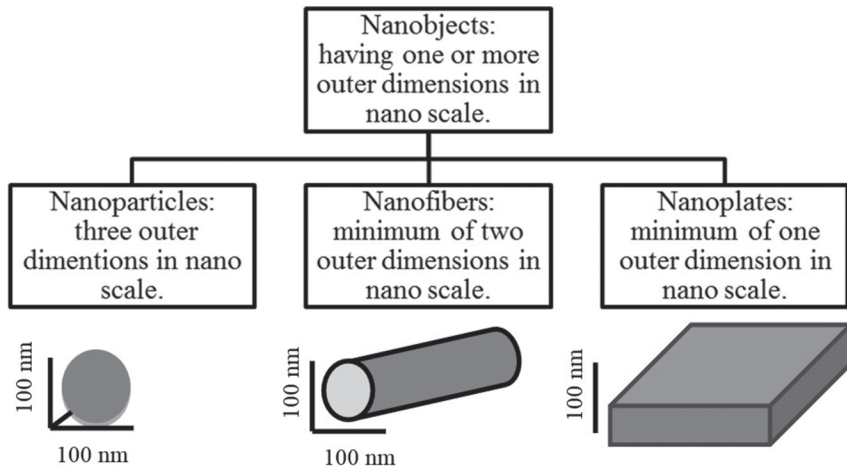 Nanobjects:
having one or more
outer dimensions in
nano scale.
Nanoparticles:
three outer
dimentions in nano
scale.
Nanofibers:
minimum of two
outer dimensions in
nano scale.
Nanoplates:
minimum of one
outer dimension in
nano scale.
100 nm
100 nm
100 nm
100 nm
100 nm